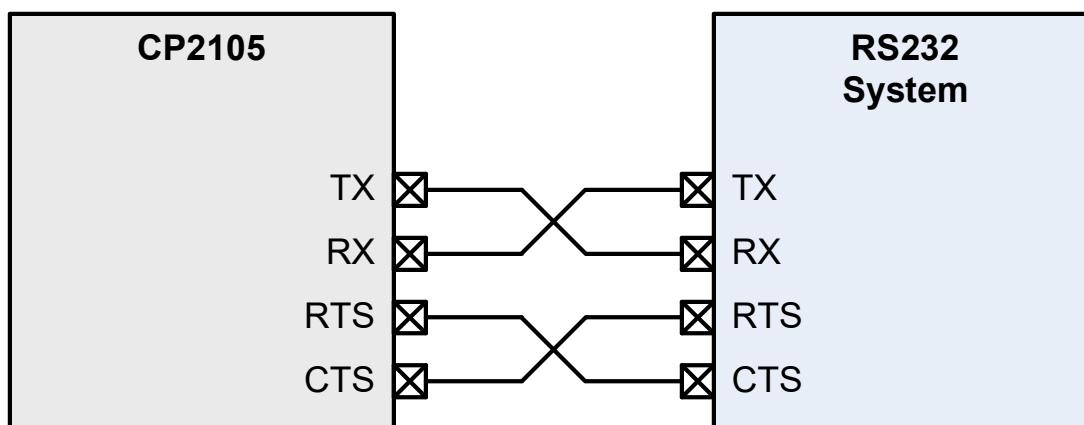 CP2105
TX
RX
RTS
CTS
RS232
System
TX
RX
RTS
CTS